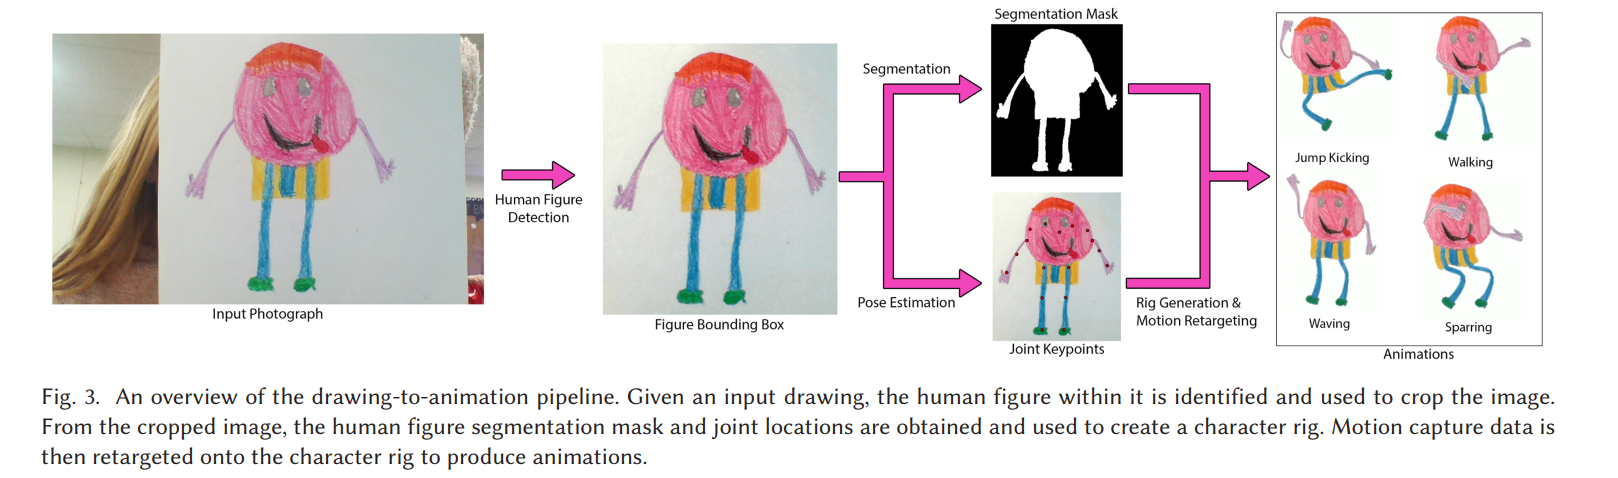 Input Photograph
Human Figure
Detection
Figure Bounding Box
Segmentation
Pose Estimation
Segmentation Mask
Joint Keypoints
Rig Generation &
Motion Retargeting
Jump Kicking
Walking
Waving
Sparring
Animations
Fig. 3. An overview of the drawing-to-animation pipeline. Given an input drawing, the human figure within it is identified and used to crop the image.
From the cropped image, the human figure segmentation mask and joint locations are obtained and used to create a character rig. Motion capture data is
then retargeted onto the character rig to produce animations.